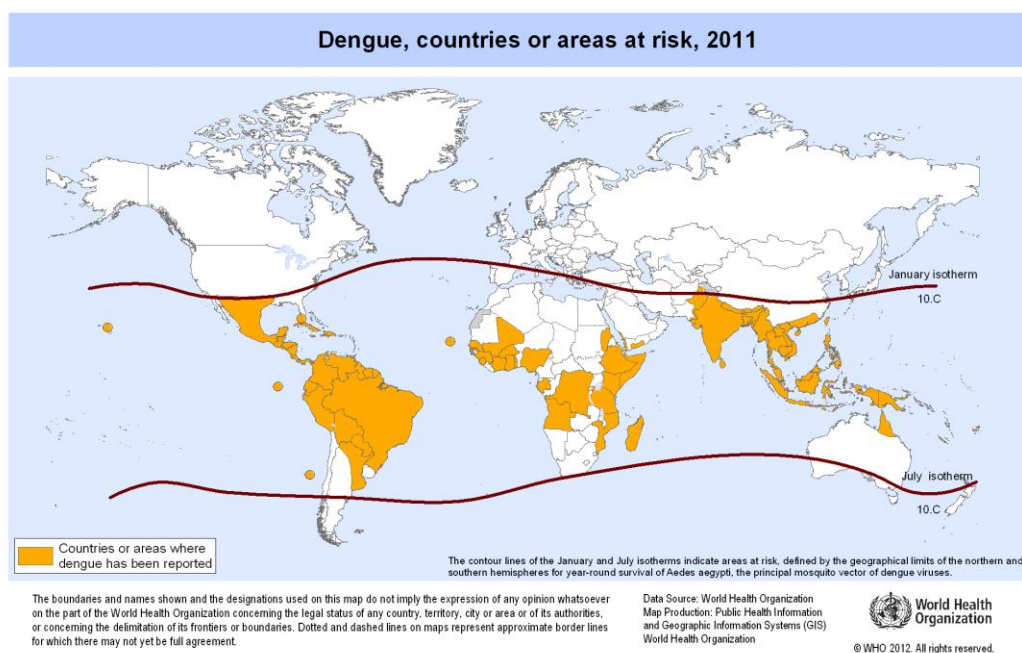 Dengue, countries or areas at risk, 2011
January isotherm
10.C
July isotherm
10.C
Countries or areas where
dengue has been reported
The contour lines of the January and July isotherms indicate areas at risk, defined by the geographical limits of the northern and
southern hemispheres for year-round survival of Aedes aegypti, the principal mosquito vector of dengue viruses.
The boundaries and names shown and the designations used on this map do not imply the expression of any opinion whatsoever
on the part of the World Health Organization concerning the legal status of any country, territory, city or area or of its authorities,
or concerning the delimitation of its frontiers or boundaries. Dotted and dashed lines on maps represent approximate border lines
for which there may not yet be full agreement.
Data Source: World Health Organization
Map Production: Public Health Information
and Geographic Information Systems (GIS)
World Health Organization
World Health
Organization
© WHO 2012. All rights reserved.